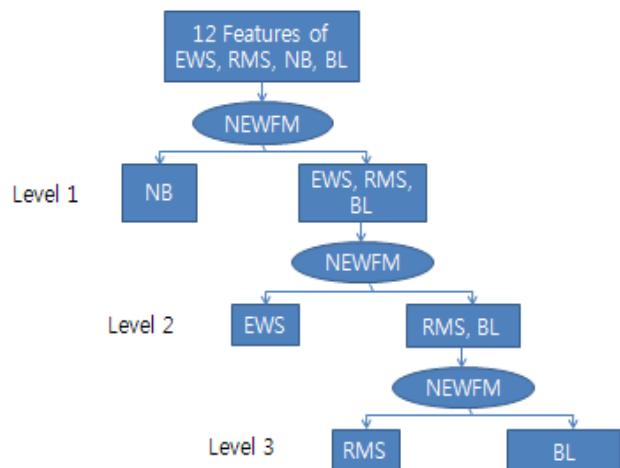 12 Features of
EWS, RMS, NB, BL
NEWFM
Level 1
NB
EWS, RMS,
BL
NEWFM
Level 2
EWS
RMS, BL
NEWFM
Level 3
RMS
BL